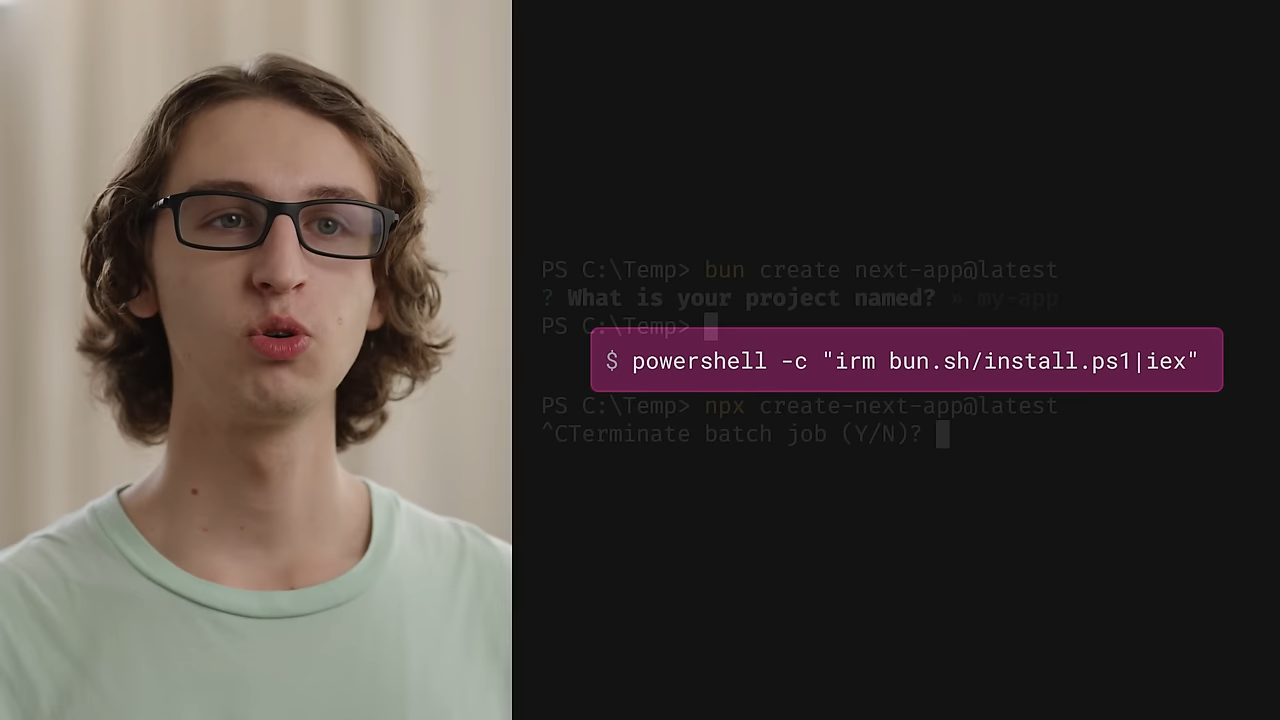 PS C:\Temp> bun create next-app@latest
? What is your project named? » my-app
PS C:\Temp>
$ powershell -c "irm bun.sh/install.ps1|iex"
PS C:\Temp> npx create-next-app@latest
^CTerminate batch job (Y/N)?